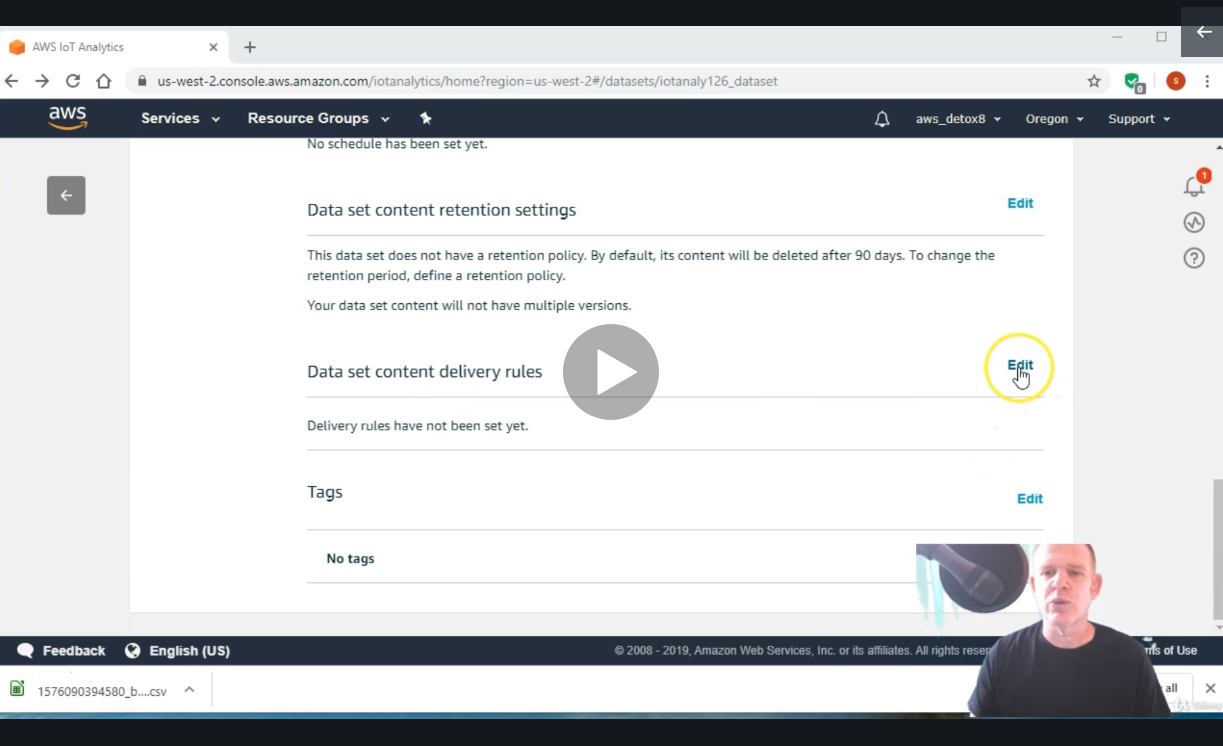 AWS IoT Analytics
us-west-2.console.aws.amazon.com/iotanalytics/home?region=us-west-2#/datasets/iotanaly126_dataset
0
s
aws
Services
Resource Groups
aws_detox8
Oregon
Support
No schedule has been set yet.
1
Data set content retention settings
Edit
This data set does not have a retention policy. By default, its content will be deleted after 90 days. To change the
retention period, define a retention policy.
Your data set content will not have multiple versions.
Data set content delivery rules
Edit
Delivery rules have not been set yet.
Tags
Edit
No tags
Feedback
English (US)
© 2008 - 2019, Amazon Web Services, Inc. or its affiliates. All rights reser
ms of Use
1576090394580_b....csv
all
Udemy